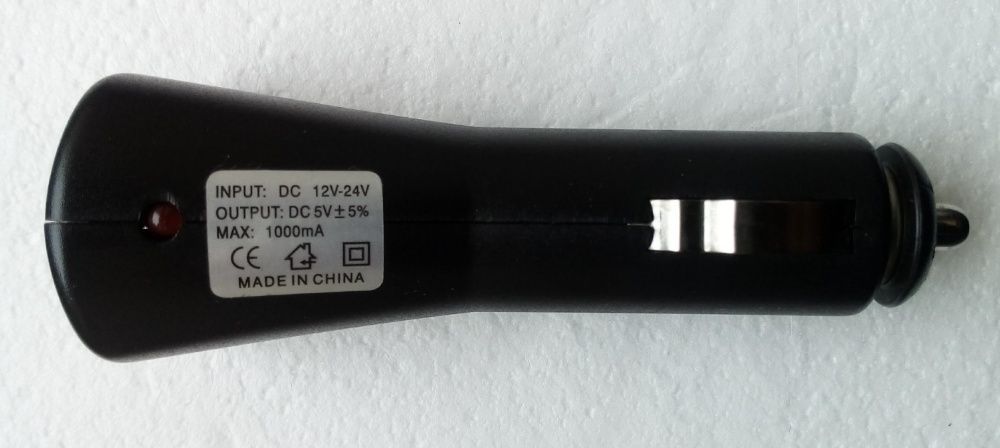 INPUT: DC 12V-24V
OUTPUT: DC 5V±5%
MAX: 1000mA
CE
MADE IN CHINA